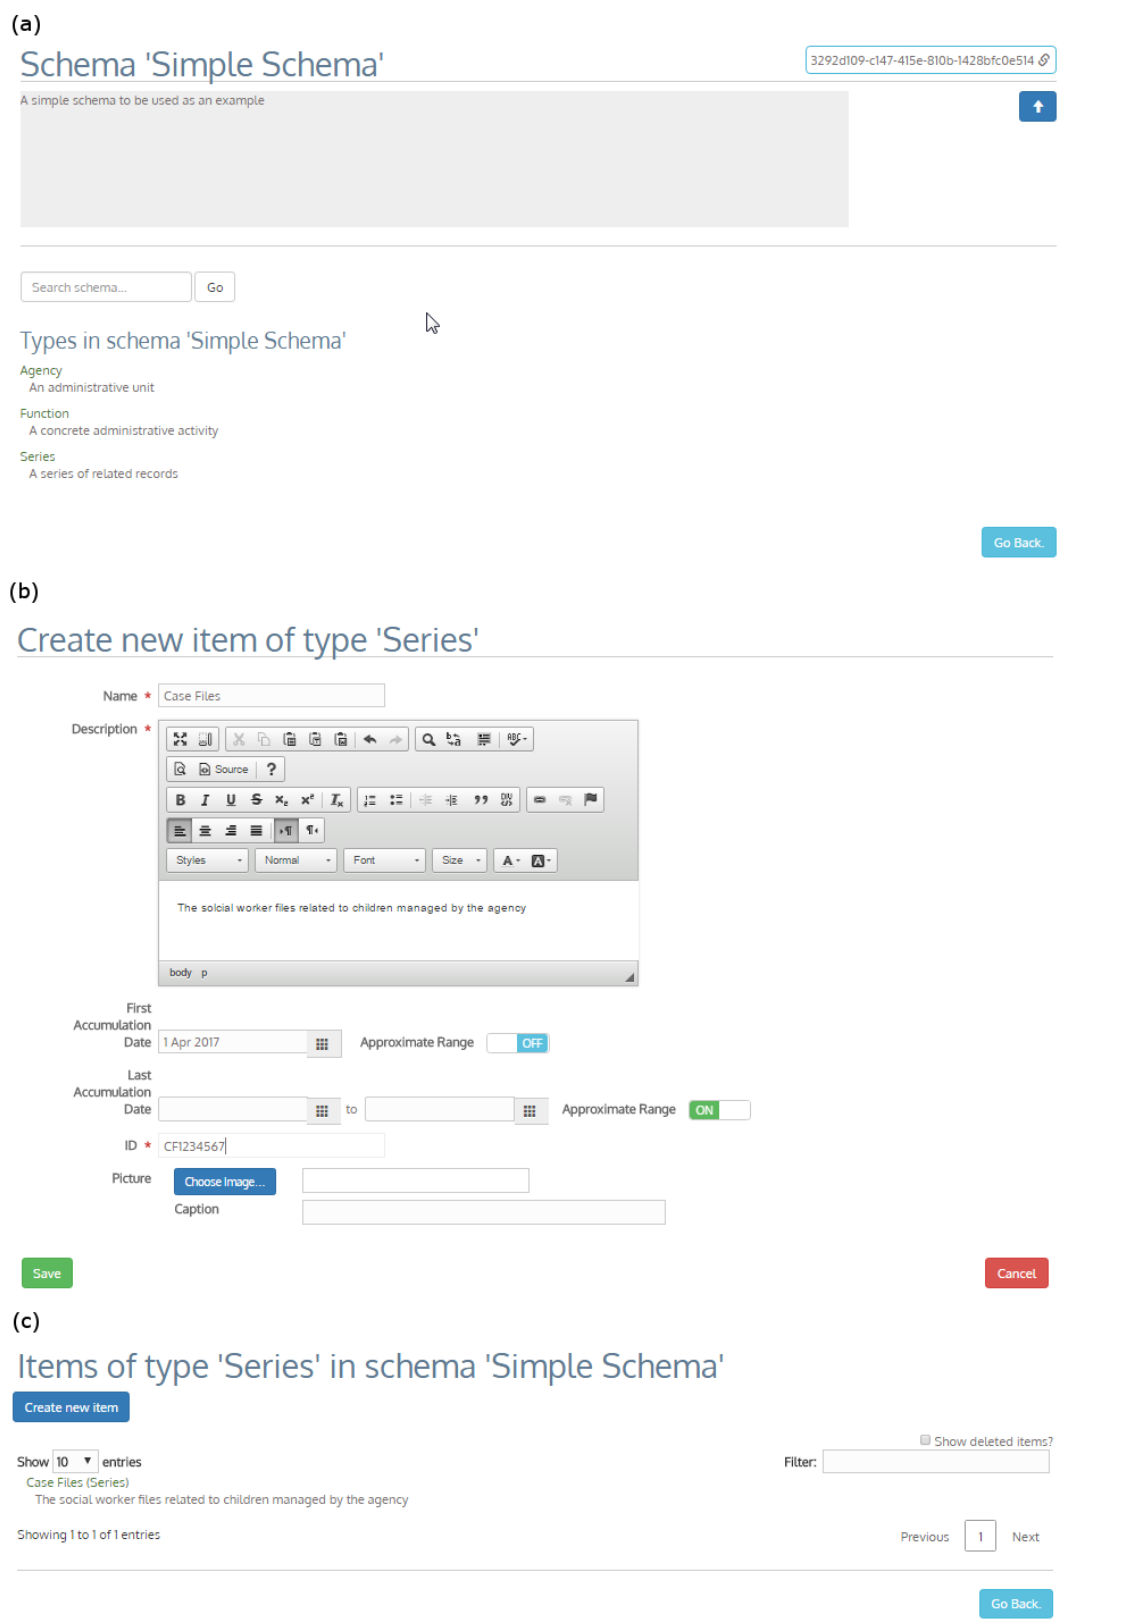 (a)
Schema 'Simple Schema'
3292d109-c147-415e-810b-1428bfc0e514
A simple schema to be used as an example
Search schema...
Go
Types in schema 'Simple Schema'
Agency
An administrative unit
Function
A concrete administrative activity
Series
A series of related records
Go Back.
(b)
Create new item of type 'Series'
Name * Case Files
Description *
ABC
Source ?
B I U S x₂ x² Iₓ
Styles Normal Font Size A A
The solcial worker files related to children managed by the agency
body p
First
Accumulation
Date 1 Apr 2017 Approximate Range OFF
Last
Accumulation
Date to Approximate Range ON
ID * CF1234567
Picture Choose Image...
Caption
Save Cancel
(c)
Items of type 'Series' in schema 'Simple Schema'
Create new item
Show deleted items?
Show 10 entries Filter:
Case Files (Series)
The social worker files related to children managed by the agency
Showing 1 to 1 of 1 entries Previous 1 Next
Go Back.